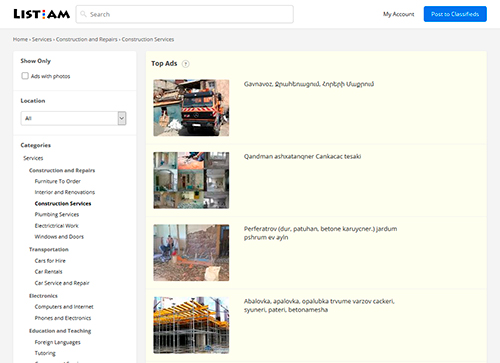 LIST.AM
Search
My Account
Post to Classifieds
Home › Services › Construction and Repairs › Construction Services
Show Only
Ads with photos
Location
All
Categories
Services
Construction and Repairs
Furniture To Order
Interior and Renovations
Construction Services
Plumbing Services
Electrictrical Work
Windows and Doors
Transportation
Cars for Hire
Car Rentals
Car Service and Repair
Electronics
Computers and Internet
Phones and Electronics
Education and Teaching
Foreign Languages
Tutoring
Top Ads ?
Gavnavoz, Ջրահեռացում, Հորերի Մաքրում
Qandman ashxatanqner Cankacac tesaki
Perferatrov (dur, patuhan, betone karuycner.) jardum
pshrum ev ayln
Abalovka, apalovka, opalubka trvume varzov cackeri,
syuneri, pateri, betonamesha